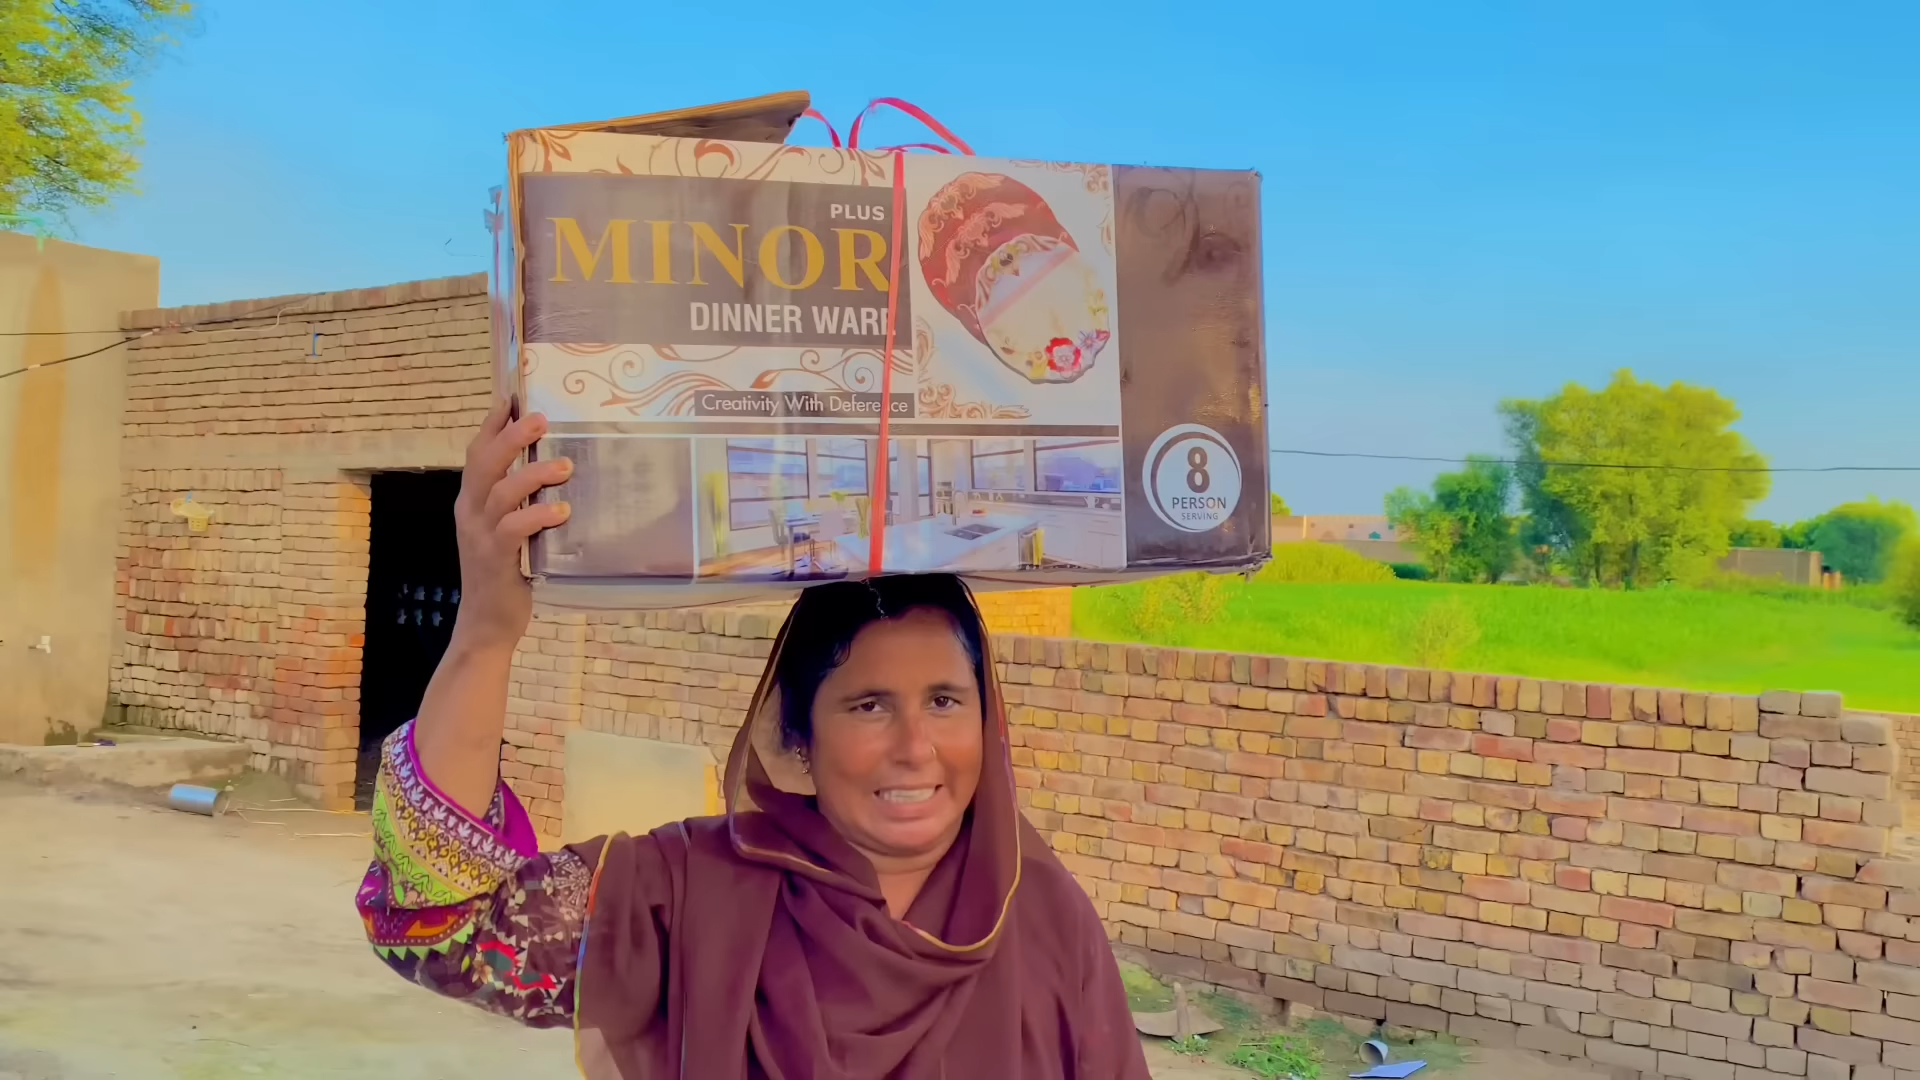 PLUS
MINOR
DINNER WARE
Creativity With Deference
8
PERSON
SERVING